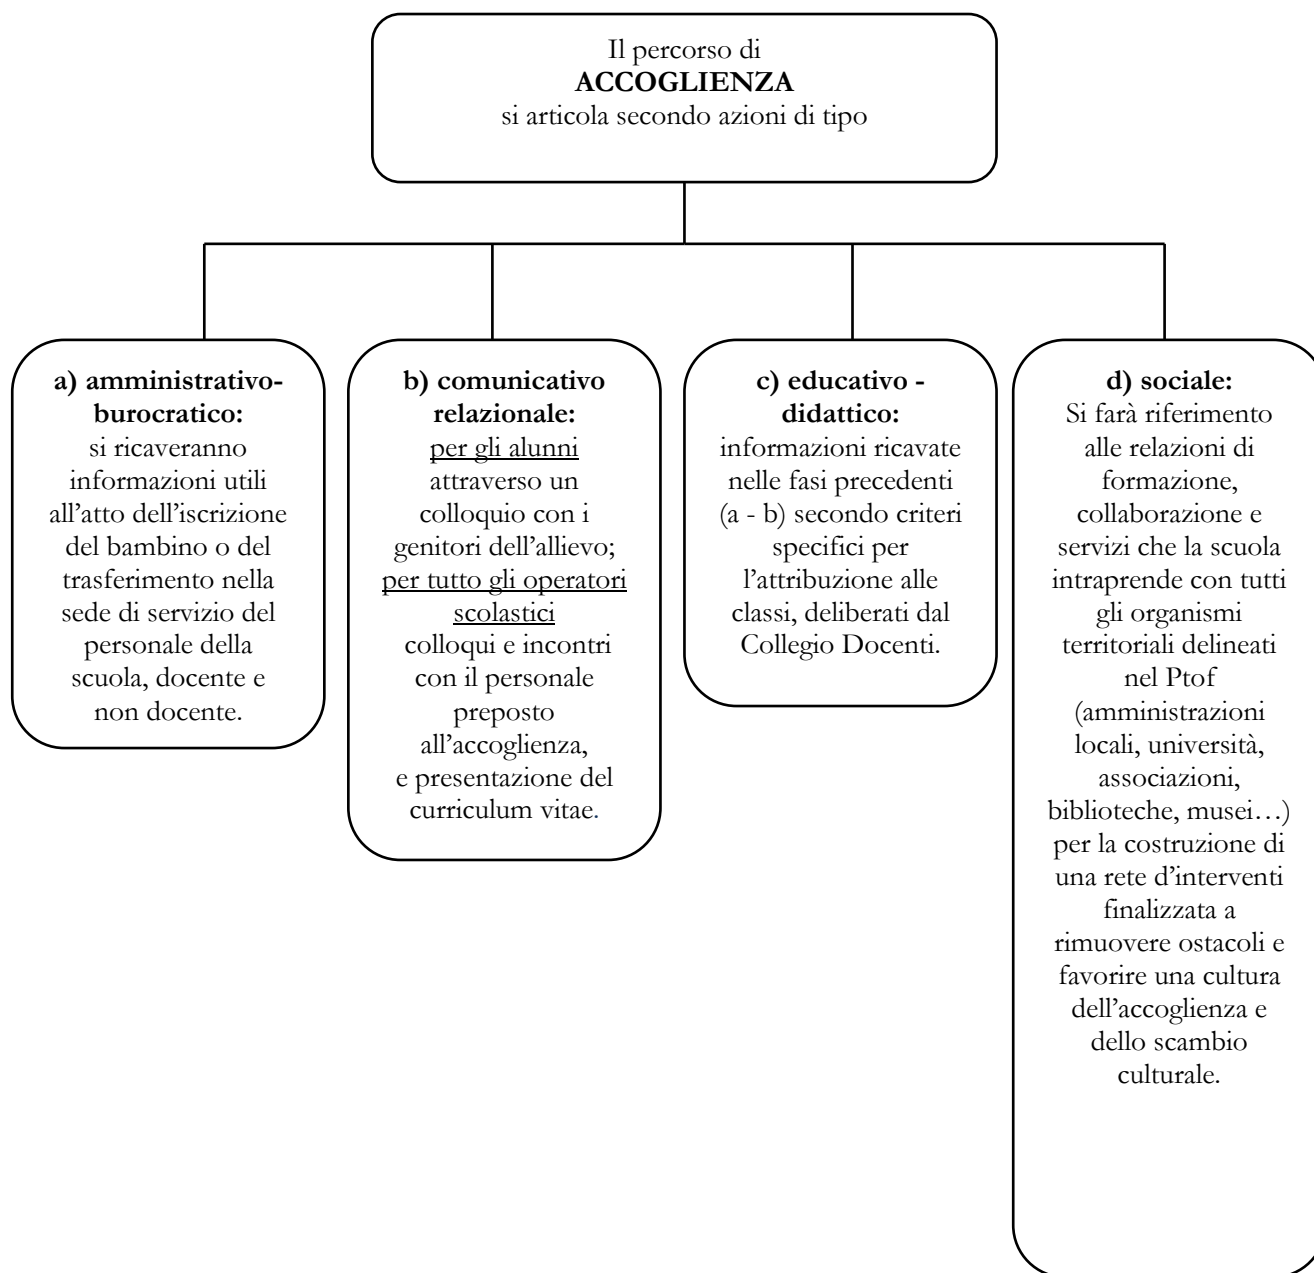 Il percorso di
ACCOGLIENZA
si articola secondo azioni di tipo
a) amministrativo-
burocratico:
si ricaveranno
informazioni utili
all’atto dell’iscrizione
del bambino o del
trasferimento nella
sede di servizio del
personale della
scuola, docente e
non docente.
b) comunicativo
relazionale:
per gli alunni
attraverso un
colloquio con i
genitori dell’allievo;
per tutto gli operatori
scolastici
colloqui e incontri
con il personale
preposto
all’accoglienza,
e presentazione del
curriculum vitae.
c) educativo -
didattico:
informazioni ricavate
nelle fasi precedenti
(a - b) secondo criteri
specifici per
l’attribuzione alle
classi, deliberati dal
Collegio Docenti.
d) sociale:
Si farà riferimento
alle relazioni di
formazione,
collaborazione e
servizi che la scuola
intraprende con tutti
gli organismi
territoriali delineati
nel Ptof
(amministrazioni
locali, università,
associazioni,
biblioteche, musei…)
per la costruzione di
una rete d’interventi
finalizzata a
rimuovere ostacoli e
favorire una cultura
dell’accoglienza e
dello scambio
culturale.